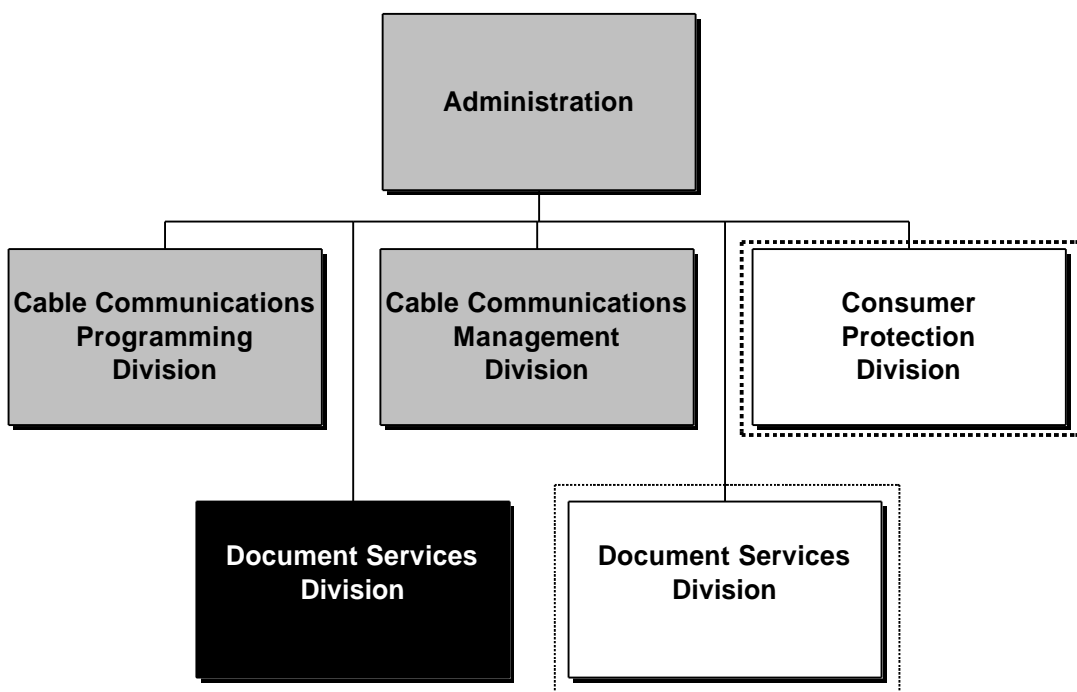 Administration
Cable Communications
Programming
Division
Cable Communications
Management
Division
Consumer
Protection
Division
Document Services
Division
Document Services
Division